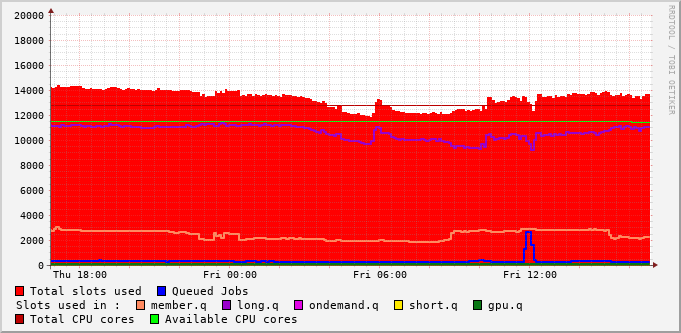 20000
18000
16000
14000
12000
10000
8000
6000
4000
2000
0
Thu 18:00 Fri 00:00 Fri 06:00 Fri 12:00
RRDTOOL / TOBI OETIKER
Total slots used Queued Jobs
Slots used in : member.q long.q ondemand.q short.q gpu.q
Total CPU cores Available CPU cores